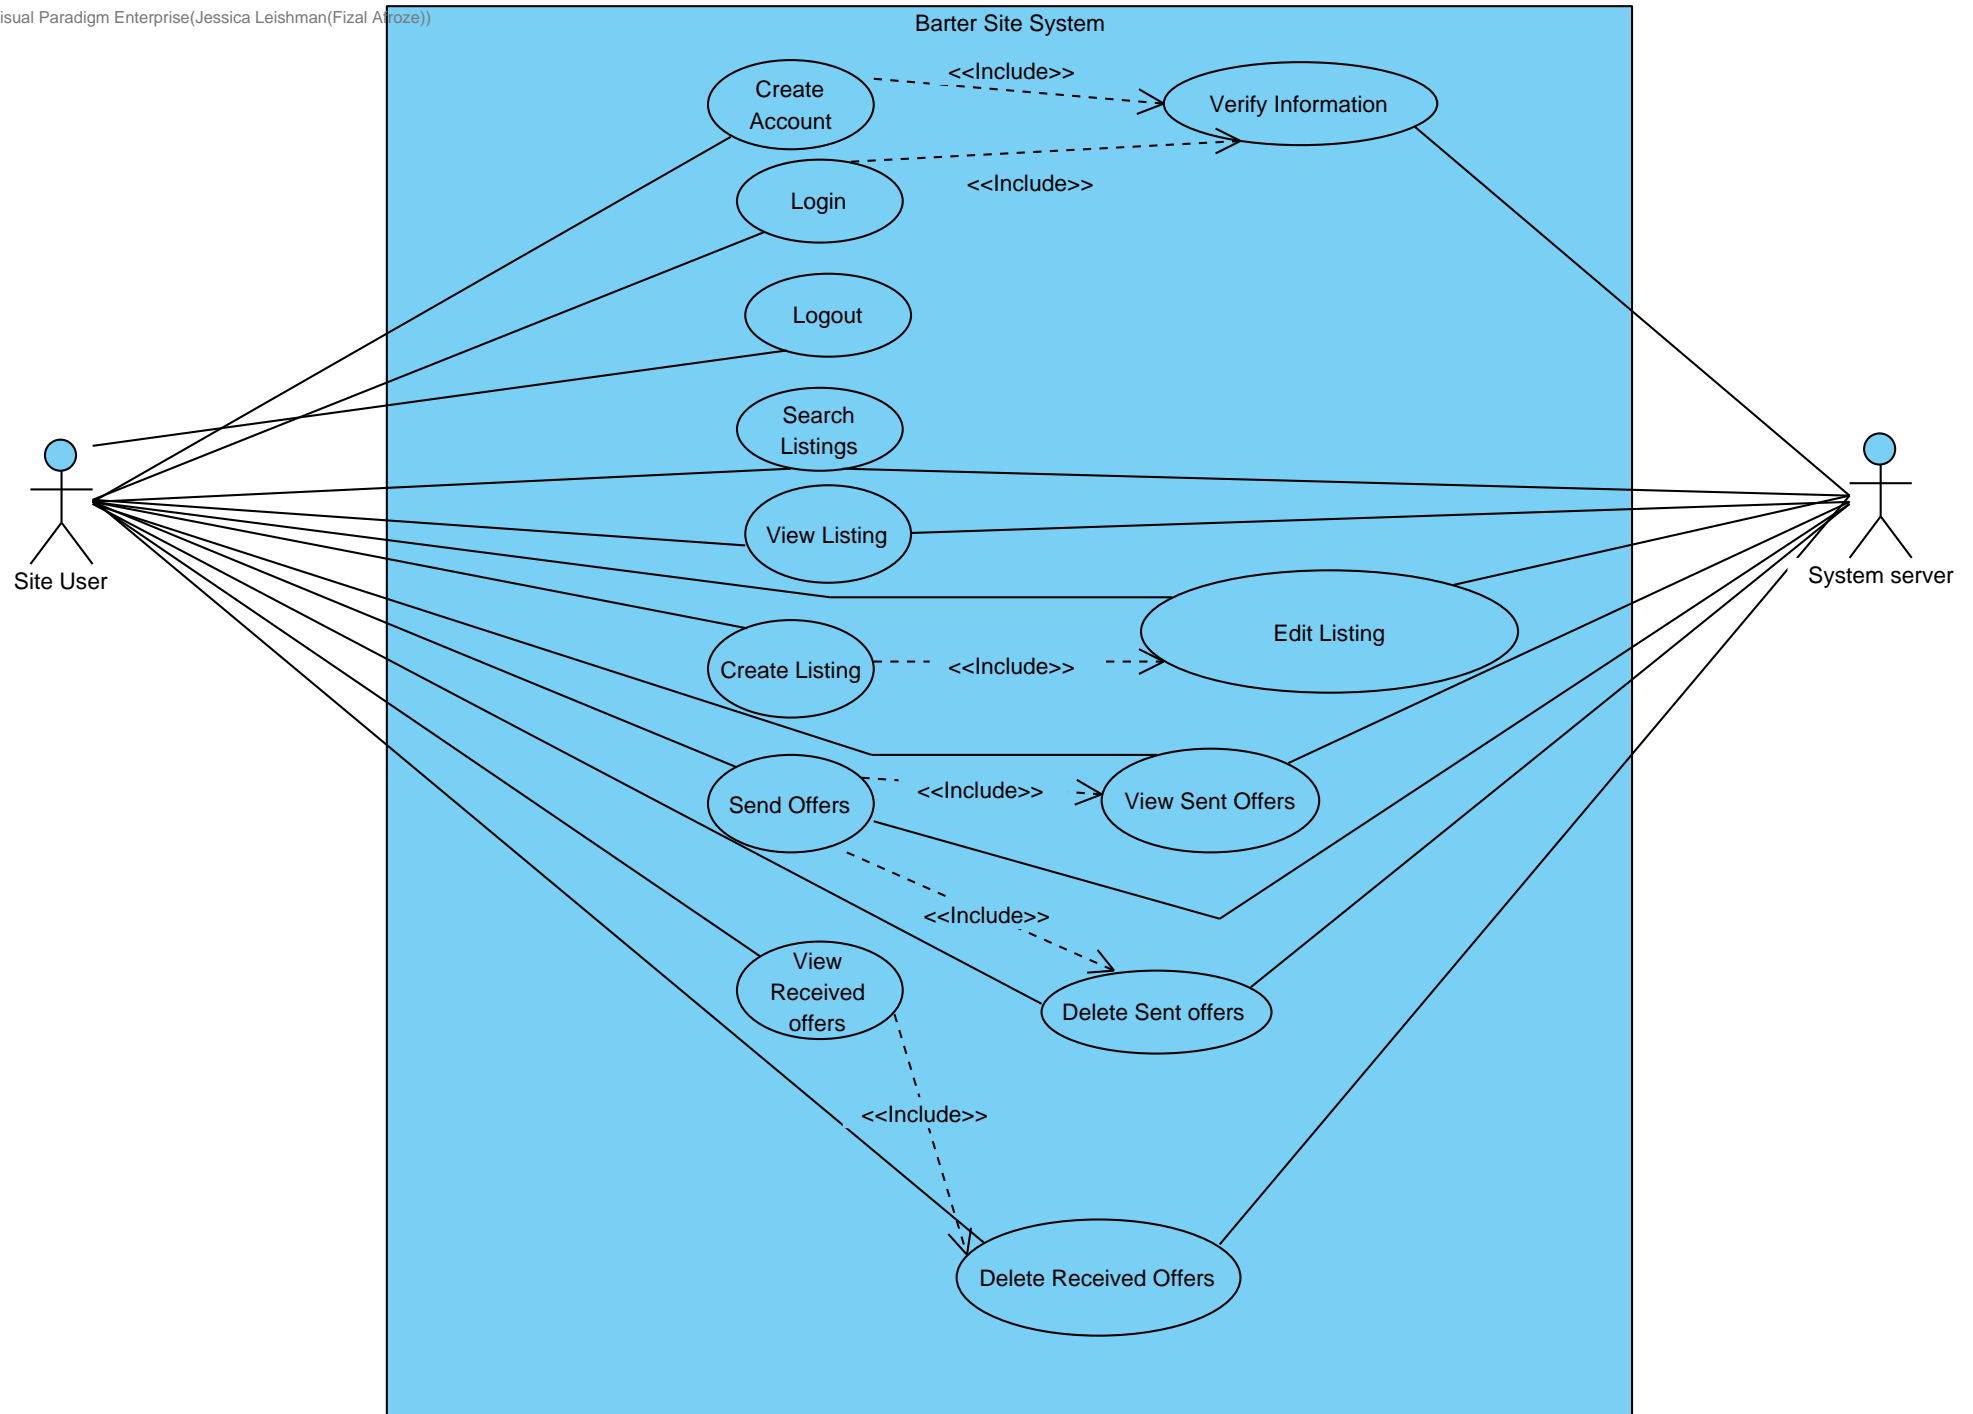 isual Paradigm Enterprise(Jessica Leishman(Fizal Afroze))
Barter Site System
<<Include>>
Create
Account
Verify Information
<<Include>>
Login
Logout
Search
Listings
View Listing
Site User
System server
Edit Listing
Create Listing
<<Include>>
Send Offers
<<Include>>
View Sent Offers
<<Include>>
View
Received
offers
Delete Sent offers
<<Include>>
Delete Received Offers